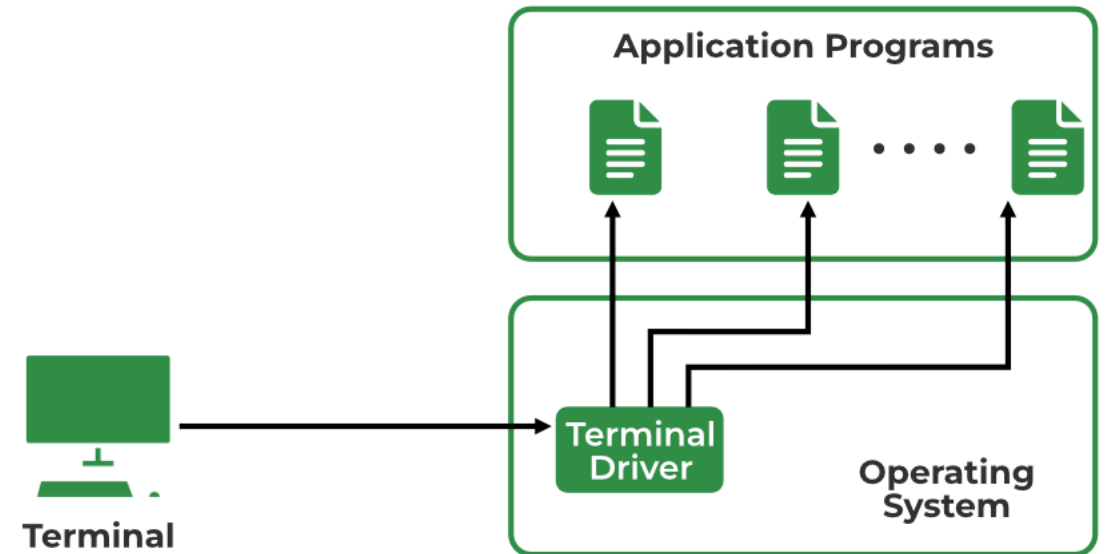 Application Programs
Terminal
Driver
Operating
System
Terminal